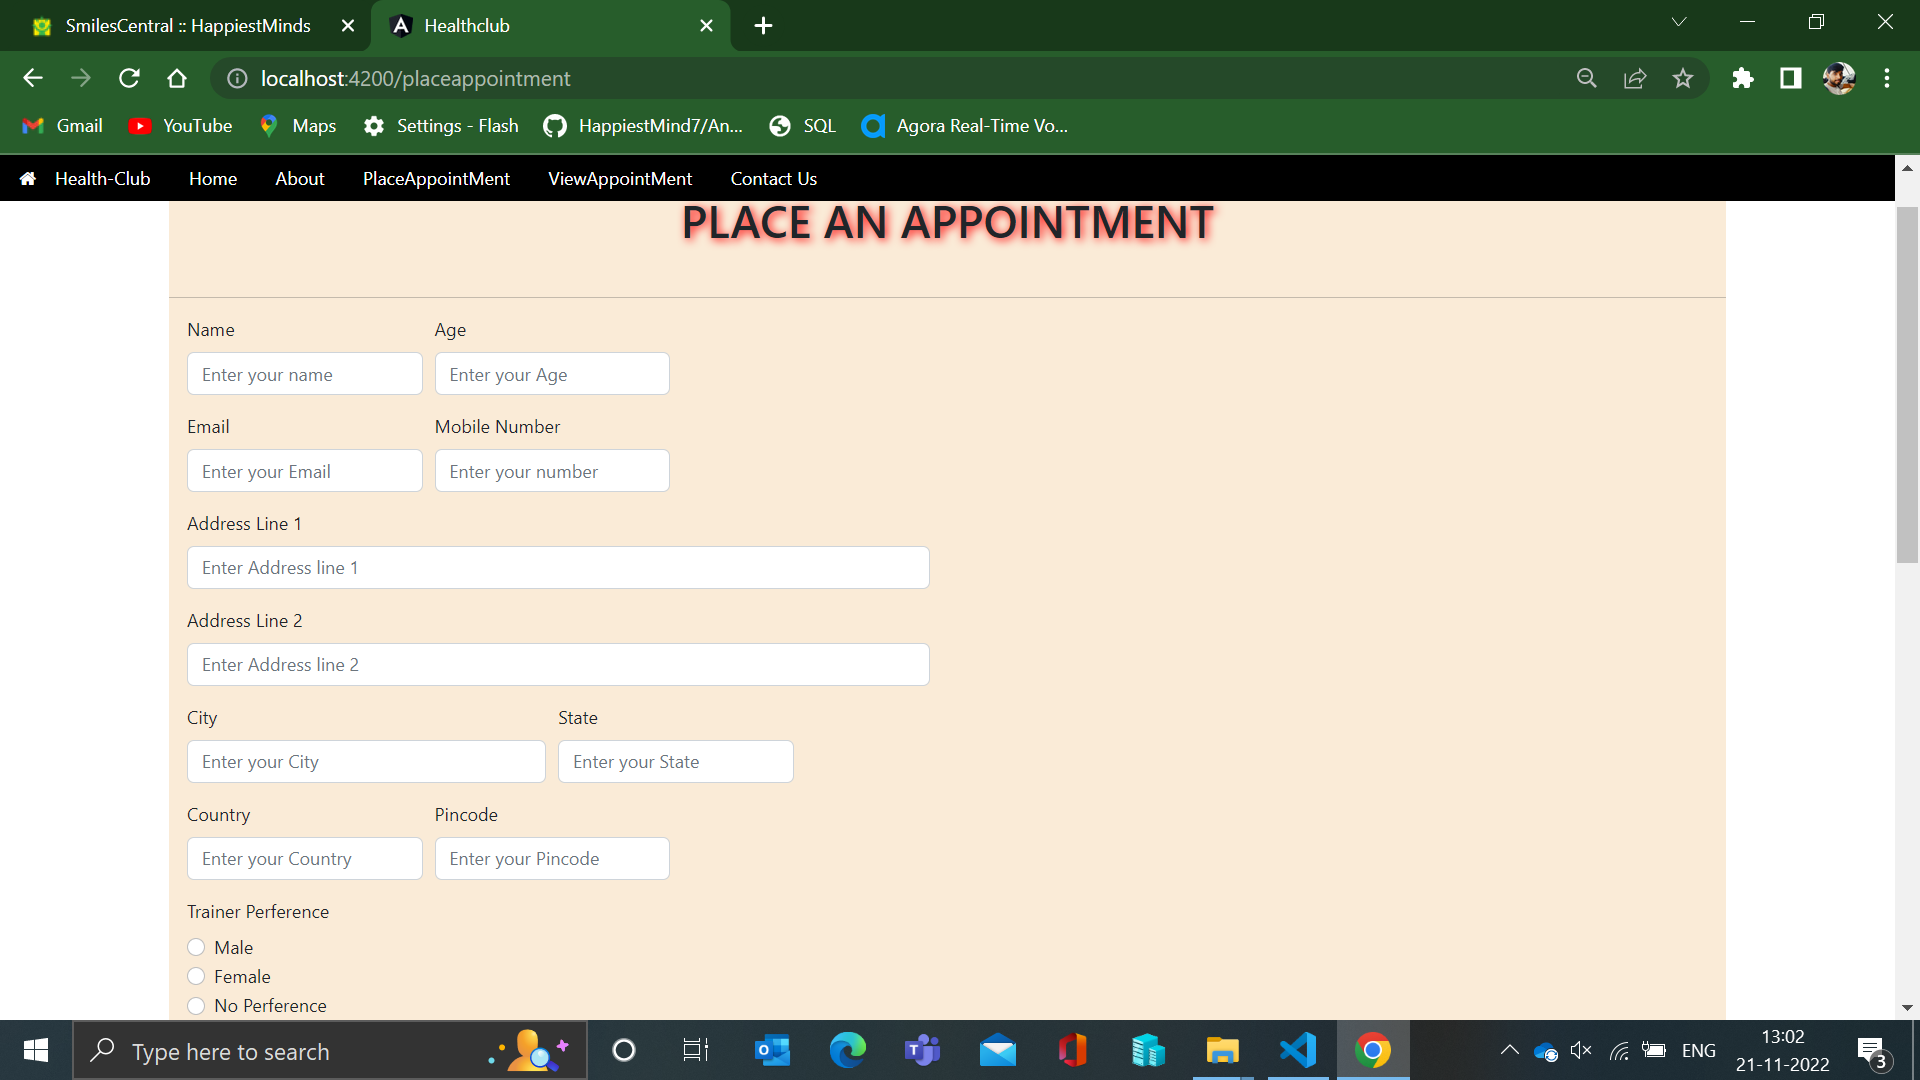 SmilesCentral :: HappiestMinds
Healthclub
localhost:4200/placeappointment
Gmail YouTube Maps Settings - Flash HappiestMind7/An... SQL Agora Real-Time Vo...
Health-Club Home About PlaceAppointMent ViewAppointMent Contact Us
PLACE AN APPOINTMENT
Name Age
Enter your name Enter your Age
Email Mobile Number
Enter your Email Enter your number
Address Line 1
Enter Address line 1
Address Line 2
Enter Address line 2
City State
Enter your City Enter your State
Country Pincode
Enter your Country Enter your Pincode
Trainer Perference
Male
Female
No Perference
Type here to search
ENG
13:02
21-11-2022
3